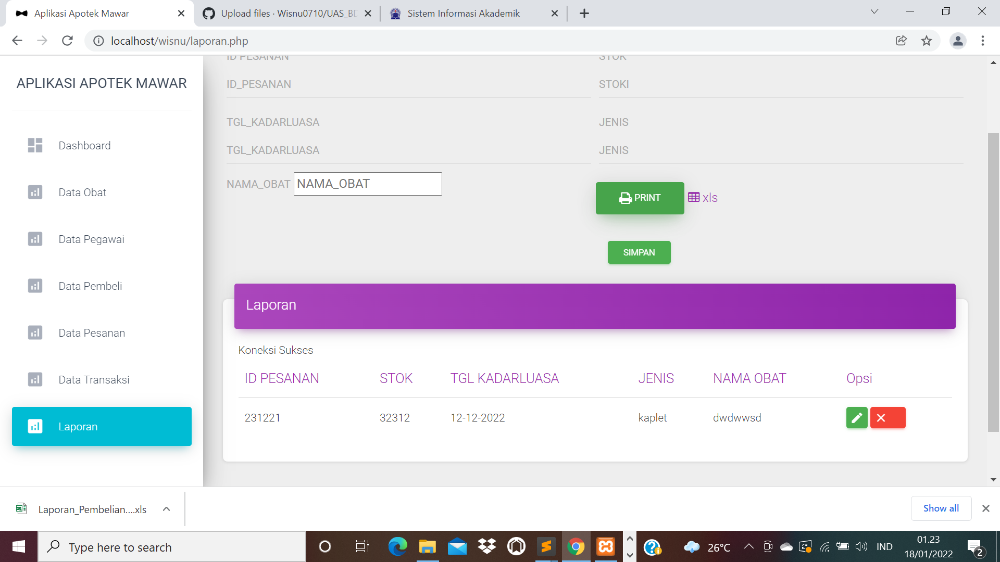 Aplikasi Apotek Mawar
Upload files · Wisnu0710/UAS_BD
Sistem Informasi Akademik
localhost/wisnu/laporan.php
APLIKASI APOTEK MAWAR
Dashboard
Data Obat
Data Pegawai
Data Pembeli
Data Pesanan
Data Transaksi
Laporan
ID PESANAN
STOK
ID_PESANAN
STOKI
TGL_KADARLUASA
JENIS
TGL_KADARLUASA
JENIS
NAMA_OBAT
NAMA_OBAT
PRINT
xls
SIMPAN
Laporan
Koneksi Sukses
ID PESANAN STOK TGL KADARLUASA JENIS NAMA OBAT Opsi
231221 32312 12-12-2022 kaplet dwdwwsd
Laporan_Pembelian....xls
Show all
Type here to search
26°C
IND
01.23
18/01/2022
2